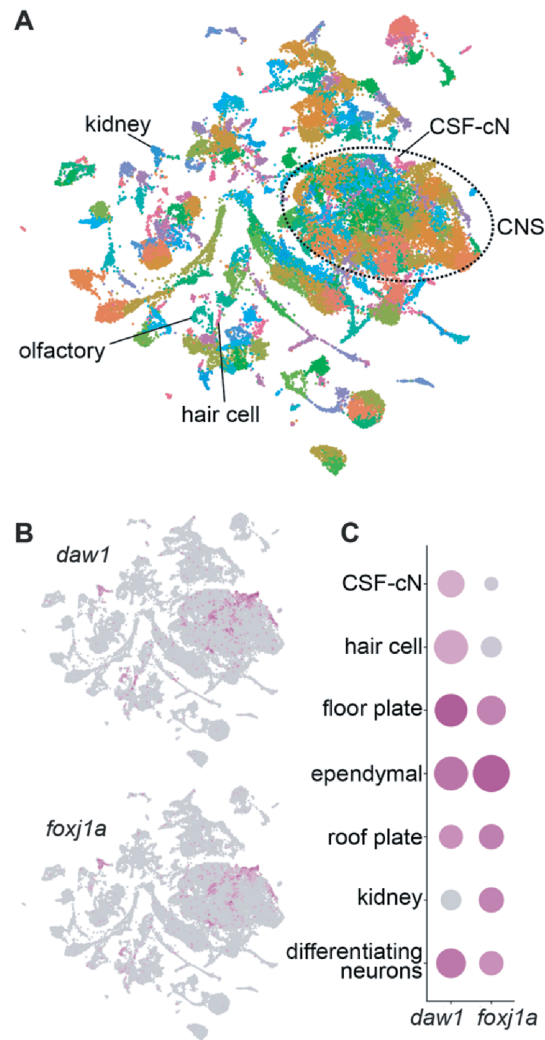 A
kidney
CSF-cN
CNS
olfactory
hair cell
B
daw1
foxj1a
C
CSF-cN
hair cell
floor plate
ependymal
roof plate
kidney
differentiating
neurons
daw1 foxj1a